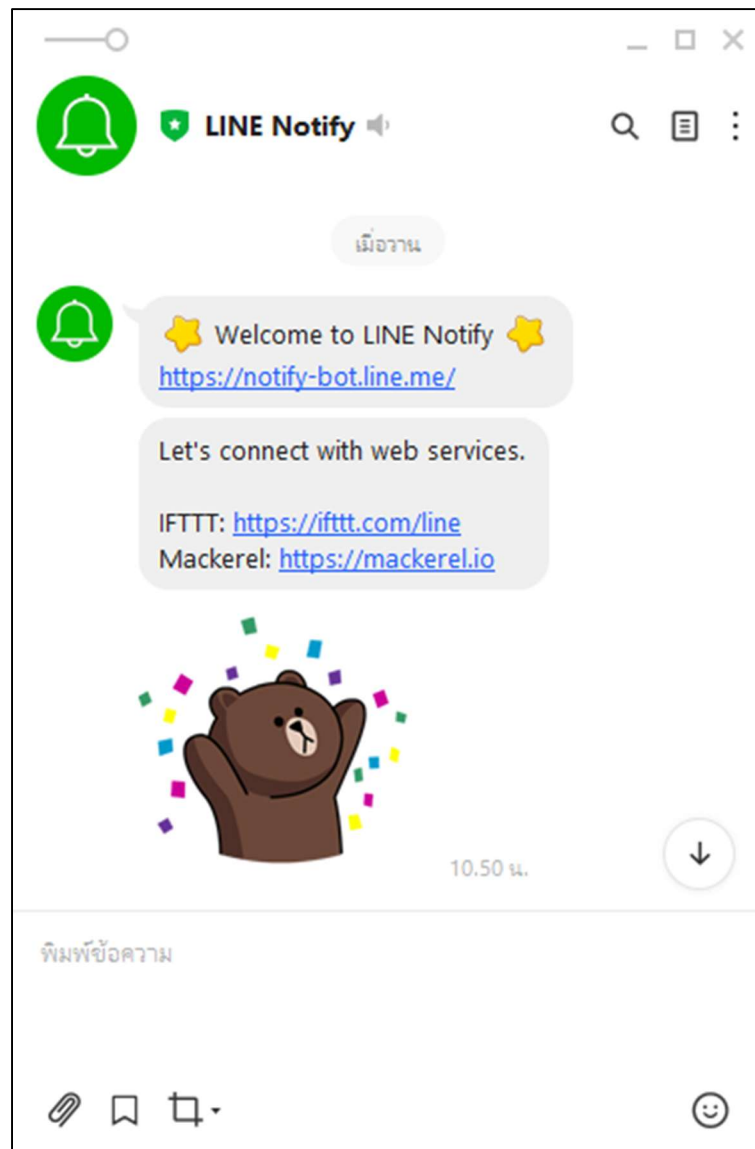 LINE Notify
เมื่อวาน
Welcome to LINE Notify
https://notify-bot.line.me/
Let's connect with web services.
IFTTT: https://ifttt.com/line
Mackerel: https://mackerel.io
10.50 น.
พิมพ์ข้อความ